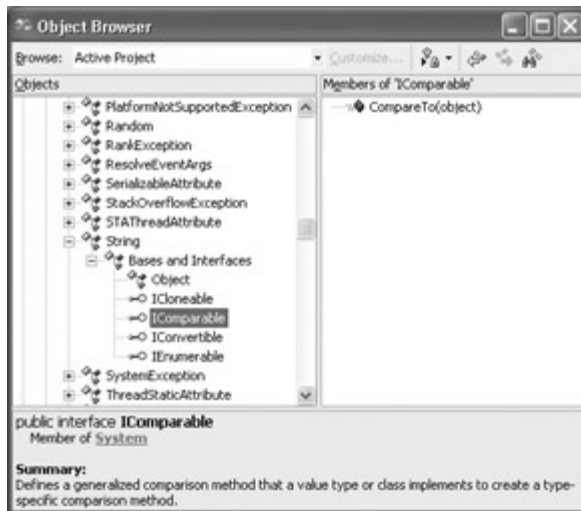 Object Browser
Browse: Active Project
Customize...
Objects
PlatformNotSupportedException
Random
RankException
ResolveEventArgs
SerializableAttribute
StackOverflowException
STAThreadAttribute
String
Bases and Interfaces
Object
ICloneable
IComparable
IConvertible
IEnumerable
SystemException
ThreadStaticAttribute
Members of 'IComparable'
CompareTo(object)
public interface IComparable
Member of System
Summary:
Defines a generalized comparison method that a value type or class implements to create a type-
specific comparison method.